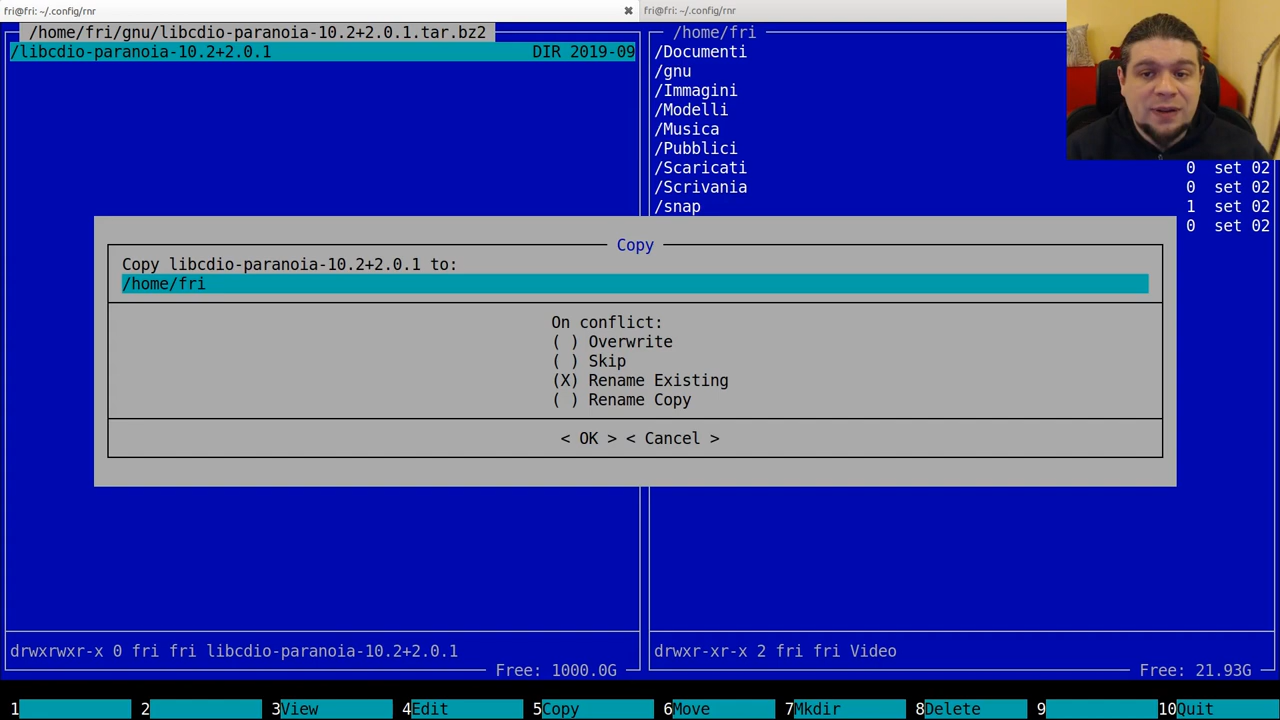 fri@fri: ~/.config/rnr ✖ fri@fri: ~/.config/rnr
/home/fri/gnu/libcdio-paranoia-10.2+2.0.1.tar.bz2
/libcdio-paranoia-10.2+2.0.1 DIR 2019-09
/home/fri
/Documenti
/gnu
/Immagini
/Modelli
/Musica
/Pubblici
/Scaricati 0 set 02
/Scrivania 0 set 02
/snap 1 set 02
0 set 02
Copy
Copy libcdio-paranoia-10.2+2.0.1 to:
/home/fri
On conflict:
( ) Overwrite
( ) Skip
(X) Rename Existing
( ) Rename Copy
< OK > < Cancel >
drwxrwxr-x 0 fri fri libcdio-paranoia-10.2+2.0.1
Free: 1000.0G
drwxr-xr-x 2 fri fri Video
Free: 21.93G
1 2 3View 4Edit 5Copy 6Move 7Mkdir 8Delete 9 10Quit